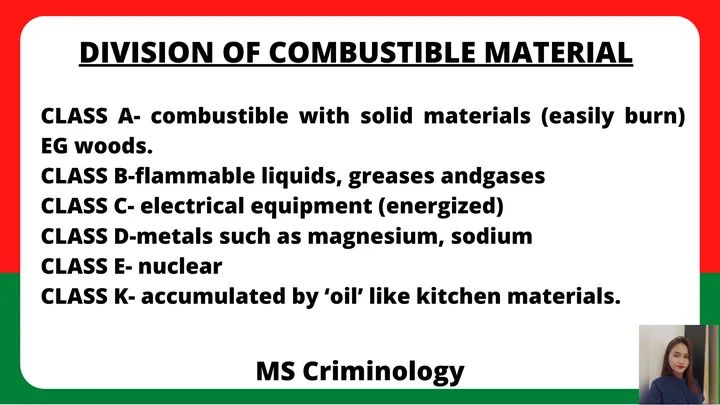 DIVISION OF COMBUSTIBLE MATERIAL
CLASS A- combustible with solid materials (easily burn)
EG woods.
CLASS B-flammable liquids, greases andgases
CLASS C- electrical equipment (energized)
CLASS D-metals such as magnesium, sodium
CLASS E- nuclear
CLASS K- accumulated by ‘oil’ like kitchen materials.
MS Criminology